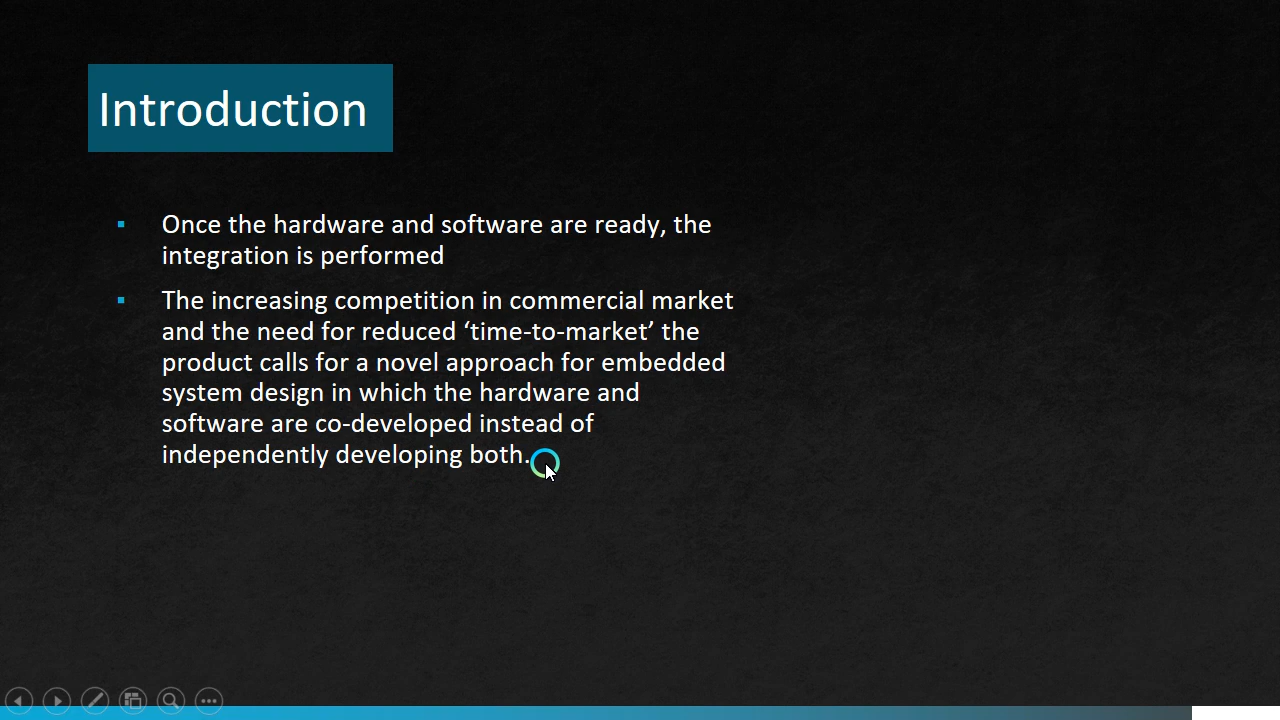 Introduction
Once the hardware and software are ready, the
integration is performed
The increasing competition in commercial market
and the need for reduced ‘time-to-market’ the
product calls for a novel approach for embedded
system design in which the hardware and
software are co-developed instead of
independently developing both.